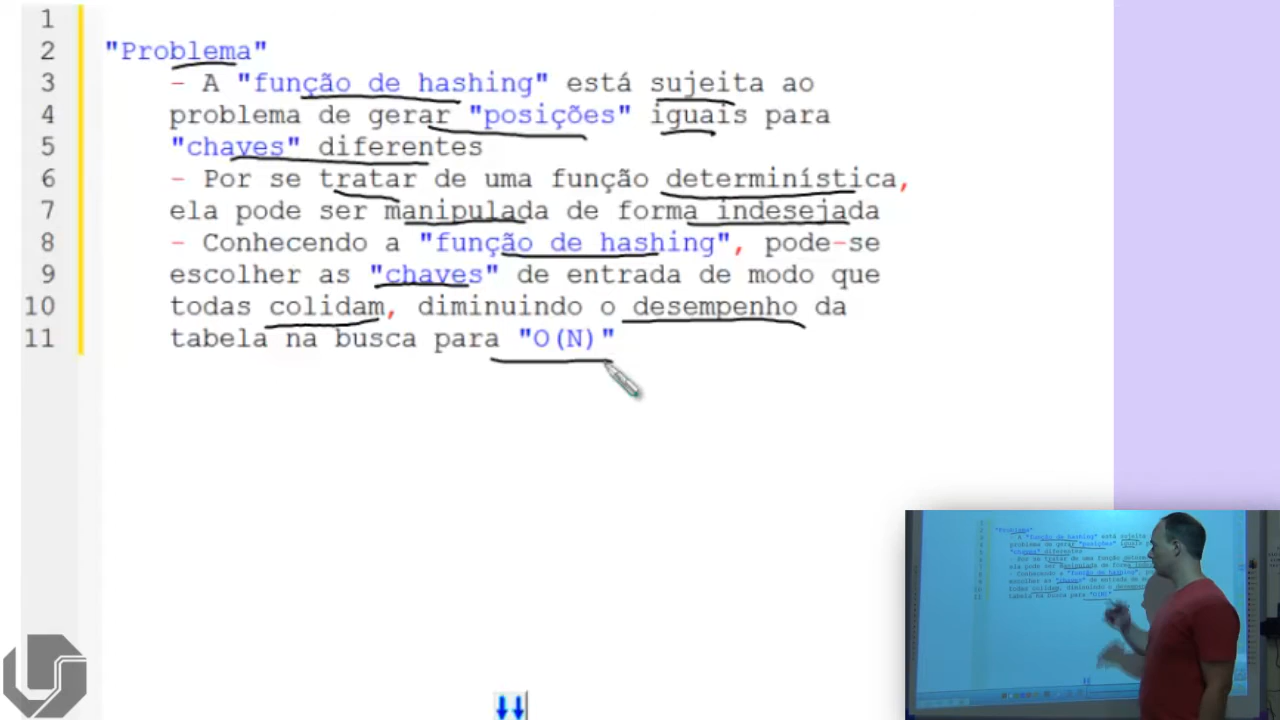 1
2 "Problema"
3 - A "função de hashing" está sujeita ao
4 problema de gerar "posições" iguais para
5 "chaves" diferentes
6 - Por se tratar de uma função determinística,
7 ela pode ser manipulada de forma indesejada
8 - Conhecendo a "função de hashing", pode-se
9 escolher as "chaves" de entrada de modo que
10 todas colidam, diminuindo o desempenho da
11 tabela na busca para "O(N)"